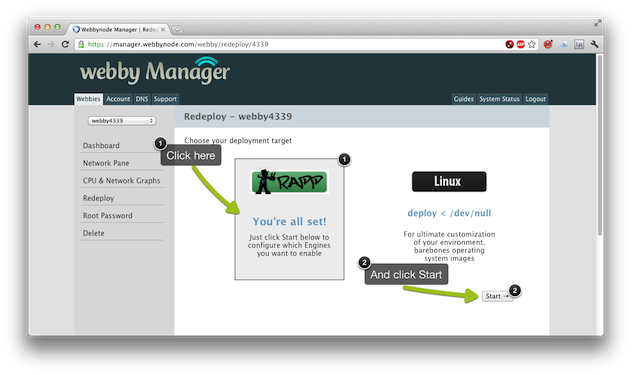 Webbynode Manager | Redep
https://manager.webbynode.com/webby/redeploy/4339
webby Manager
Webbies Account DNS Support
Guides System Status Logout
webby4339
Redeploy - webby4339
Choose your deployment target
Dashboard
Network Pane
CPU & Network Graphs
Redeploy
Root Password
Delete
1
Click here
1
RAPP
You're all set!
Just click Start below to
configure which Engines
you want to enable
Linux
deploy < /dev/null
For ultimate customization
of your environment,
barebones operating
system images
2
And click Start
Start →
2